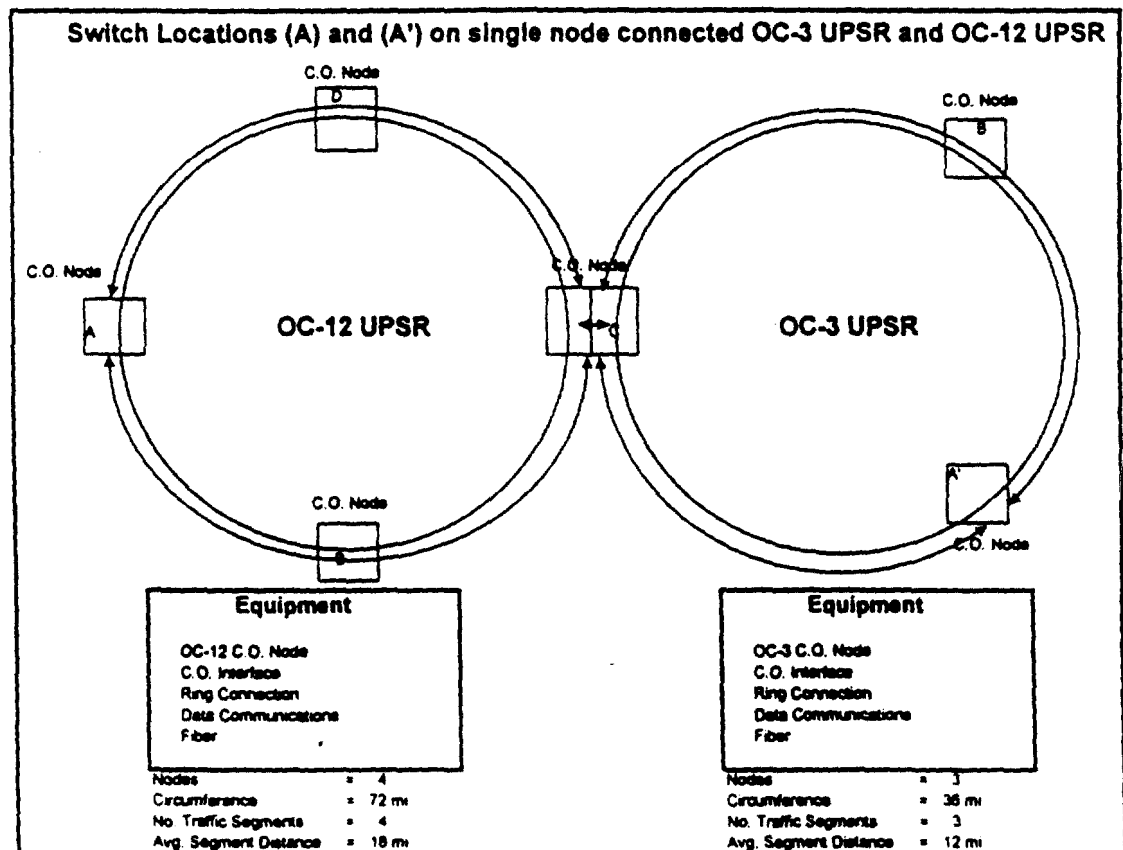 Switch Locations (A) and (A') on single node connected OC-3 UPSR and OC-12 UPSR
C.O. Node
D
C.O. Node
B
C.O. Node
A
C.O. Node
C
OC-12 UPSR
OC-3 UPSR
C.O. Node
A'
C.O. Node
Equipment
OC-12 C.O. Node
C.O. Interface
Ring Connection
Data Communications
Fiber
Nodes = 4
Circumference = 72 mi
No. Traffic Segments = 4
Avg. Segment Distance = 18 mi
Equipment
OC-3 C.O. Node
C.O. Interface
Ring Connection
Data Communications
Fiber
Nodes = 3
Circumference = 36 mi
No. Traffic Segments = 3
Avg. Segment Distance = 12 mi